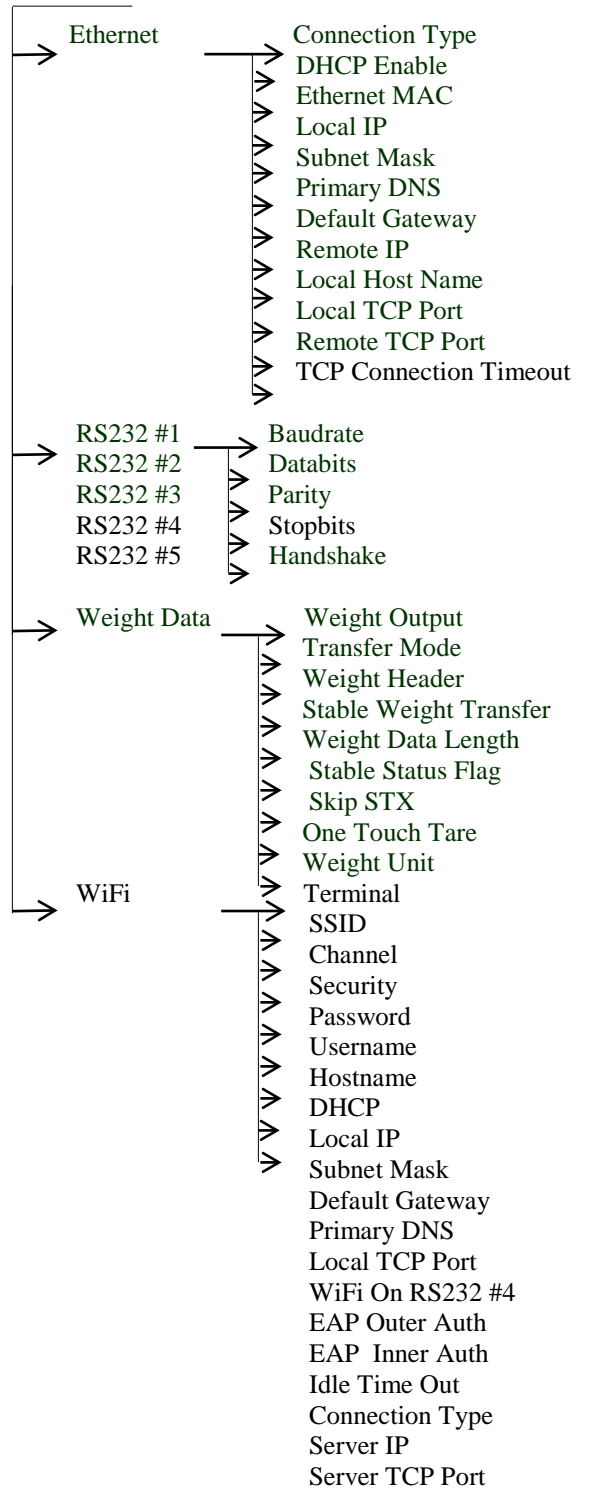 Ethernet
Connection Type
DHCP Enable
Ethernet MAC
Local IP
Subnet Mask
Primary DNS
Default Gateway
Remote IP
Local Host Name
Local TCP Port
Remote TCP Port
TCP Connection Timeout
RS232 #1
RS232 #2
RS232 #3
RS232 #4
RS232 #5
Baudrate
Databits
Parity
Stopbits
Handshake
Weight Data
Weight Output
Transfer Mode
Weight Header
Stable Weight Transfer
Weight Data Length
Stable Status Flag
Skip STX
One Touch Tare
Weight Unit
WiFi
Terminal
SSID
Channel
Security
Password
Username
Hostname
DHCP
Local IP
Subnet Mask
Default Gateway
Primary DNS
Local TCP Port
WiFi On RS232 #4
EAP Outer Auth
EAP Inner Auth
Idle Time Out
Connection Type
Server IP
Server TCP Port